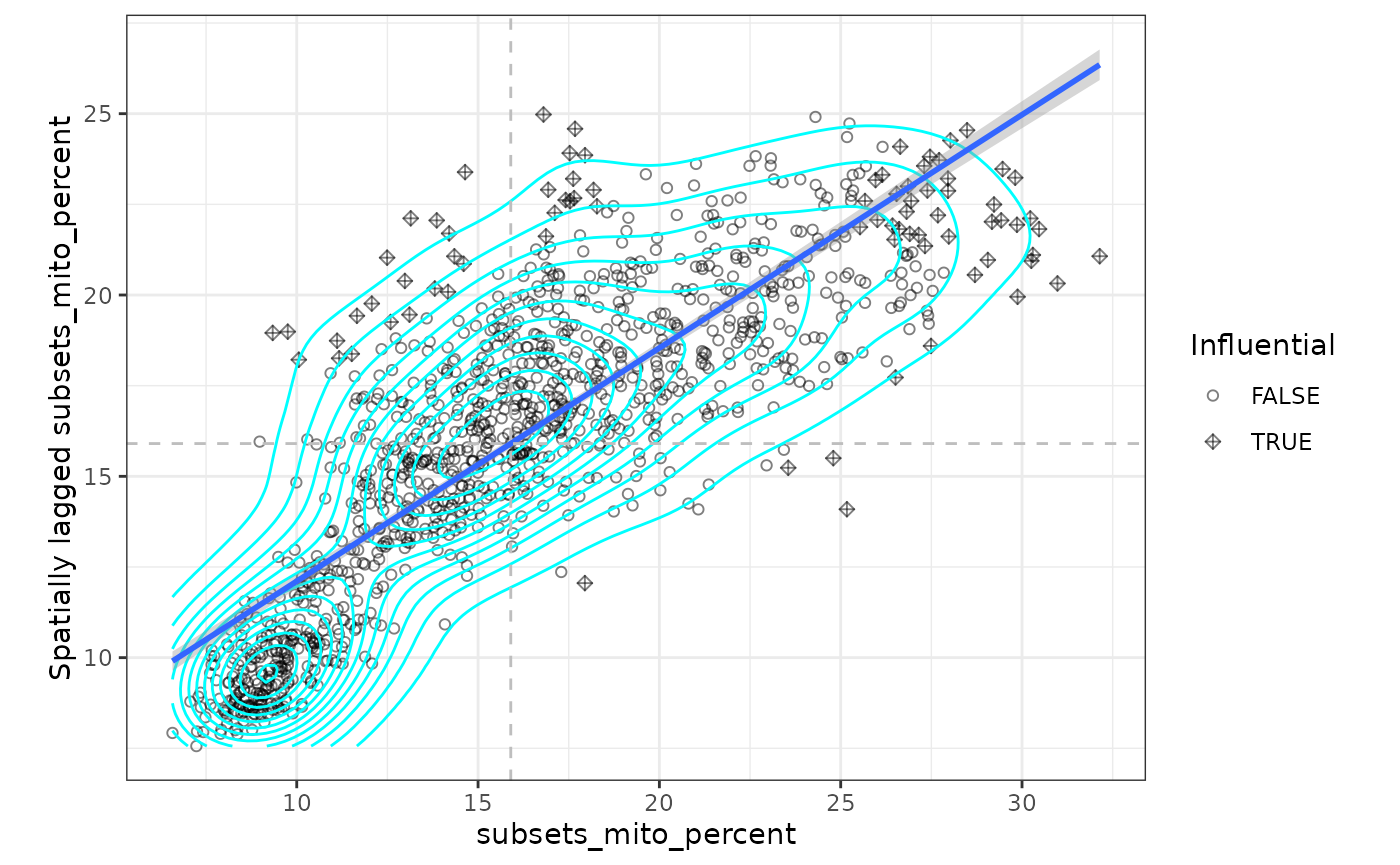 Spatially lagged subsets_mito_percent
25
20
15
10
10 15 20 25 30
subsets_mito_percent
Influential
FALSE
TRUE